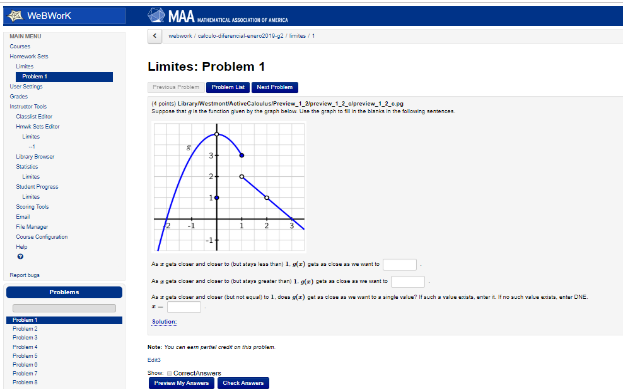 WeBWorK
MAA MATHEMATICAL ASSOCIATION OF AMERICA
MAIN MENU
Courses
Homework Sets
Limites
Problem 1
User Settings
Grades
Instructor Tools
Classlist Editor
Hmwk Sets Editor
Limites
--1
Library Browser
Statistics
Limites
Student Progress
Limites
Scoring Tools
Email
File Manager
Course Configuration
Help
Report bugs
Problems
Problem 1
Problem 2
Problem 3
Problem 4
Problem 5
Problem 6
Problem 7
Problem 8
webwork / calculo-diferencial-enero2019-g2 / limites / 1
Limites: Problem 1
Previous Problem Problem List Next Problem
(4 points) Library/Westmont/ActiveCalculus/Preview_1_2/preview_1_2_c/preview_1_2_c.pg
Suppose that g is the function given by the graph below. Use the graph to fill in the blanks in the following sentences.
3
2
1
-2 -1 1 2 3
-1
As x gets closer and closer to (but stays less than) 1, g(x) gets as close as we want to .
As x gets closer and closer to (but stays greater than) 1, g(x) gets as close as we want to .
As x gets closer and closer (but not equal) to 1, does g(x) get as close as we want to a single value? If such a value exists, enter it. If no such value exists, enter DNE.
x = .
Solution:
Note: You can earn partial credit on this problem.
Edit3
Show: CorrectAnswers
Preview My Answers Check Answers